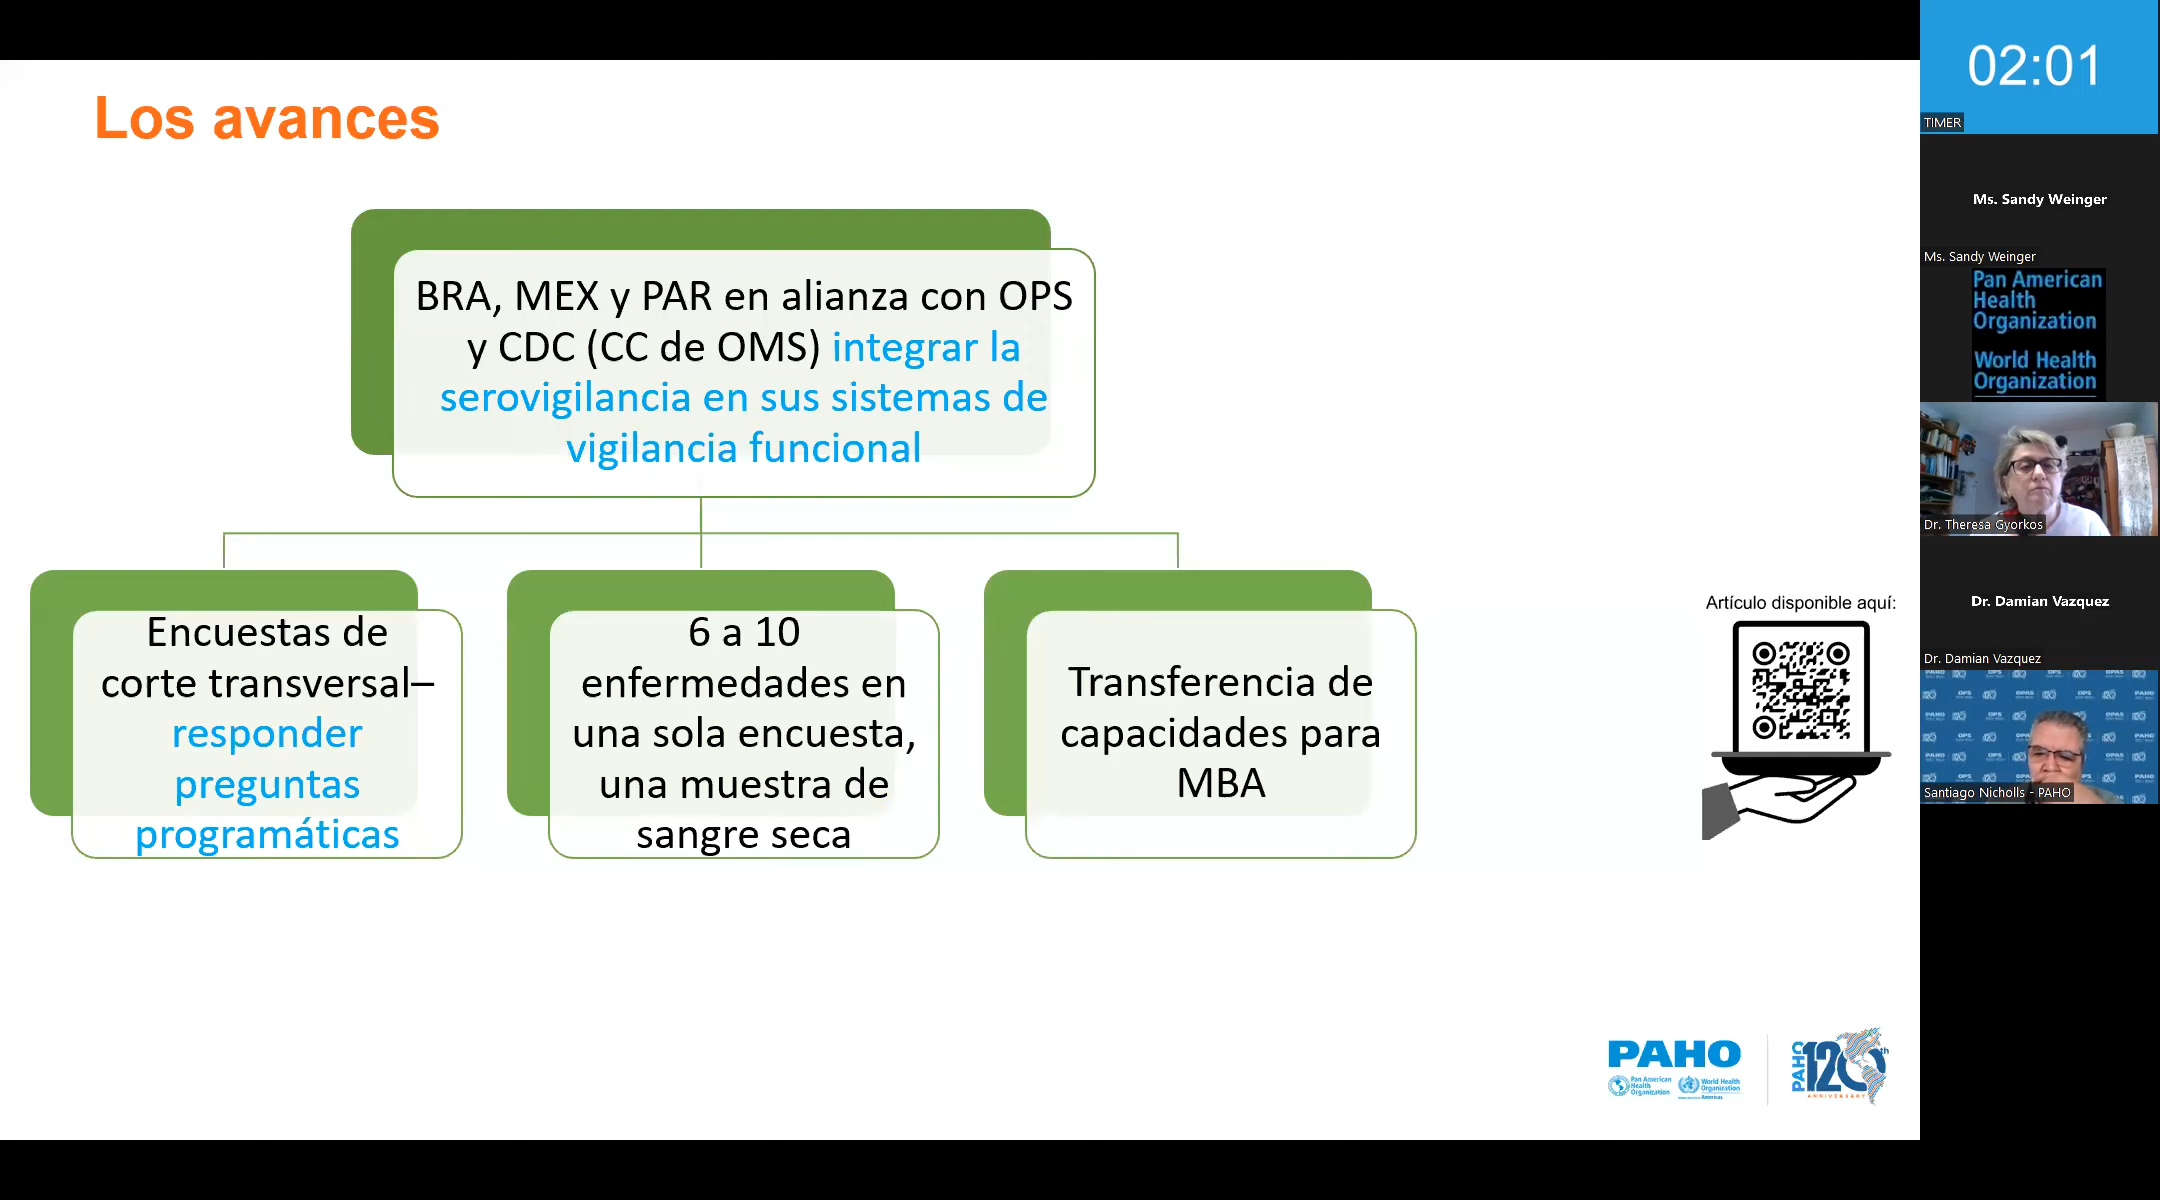 Los avances
BRA, MEX y PAR en alianza con OPS
y CDC (CC de OMS) integrar la
serovigilancia en sus sistemas de
vigilancia funcional
Encuestas de
corte transversal–
responder
preguntas
programáticas
6 a 10
enfermedades en
una sola encuesta,
una muestra de
sangre seca
Transferencia de
capacidades para
MBA
Artículo disponible aquí:
PAHO
Pan American
Health
Organization
World Health
Organization
Americas
PAHO
120th
ANNIVERSARY
02:01
TIMER
Ms. Sandy Weinger
Ms. Sandy Weinger
Pan American
Health
Organization
World Health
Organization
Dr. Theresa Gyorkos
Dr. Damian Vazquez
Dr. Damian Vazquez
Santiago Nicholls - PAHO